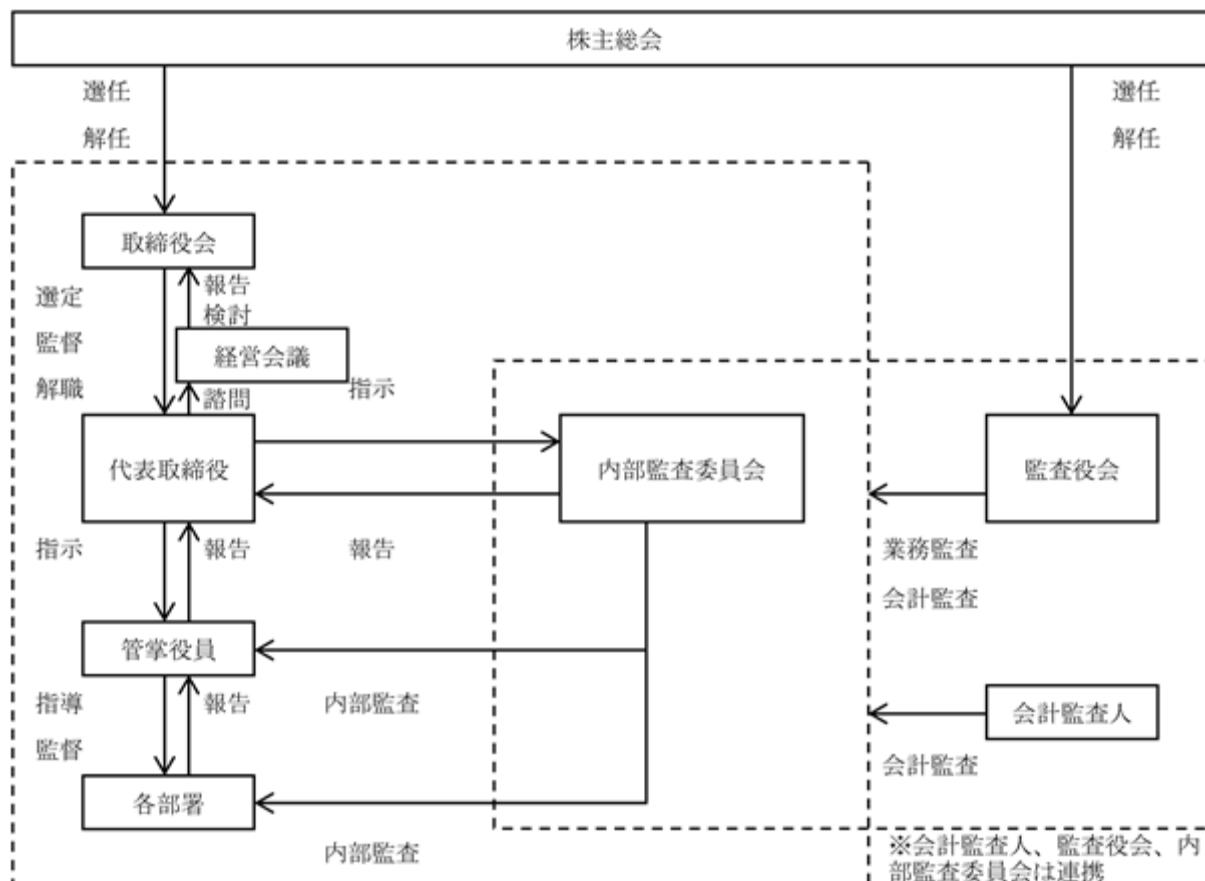 株主総会
選任
解任
選任
解任
取締役会
選定
監督
解職
報告
検討
経営会議
諮問
指示
代表取締役
内部監査委員会
監査役会
指示
報告
報告
業務監査
会計監査
管掌役員
指導
監督
報告
内部監査
会計監査人
会計監査
各部署
内部監査
※会計監査人、監査役会、内
部監査委員会は連携